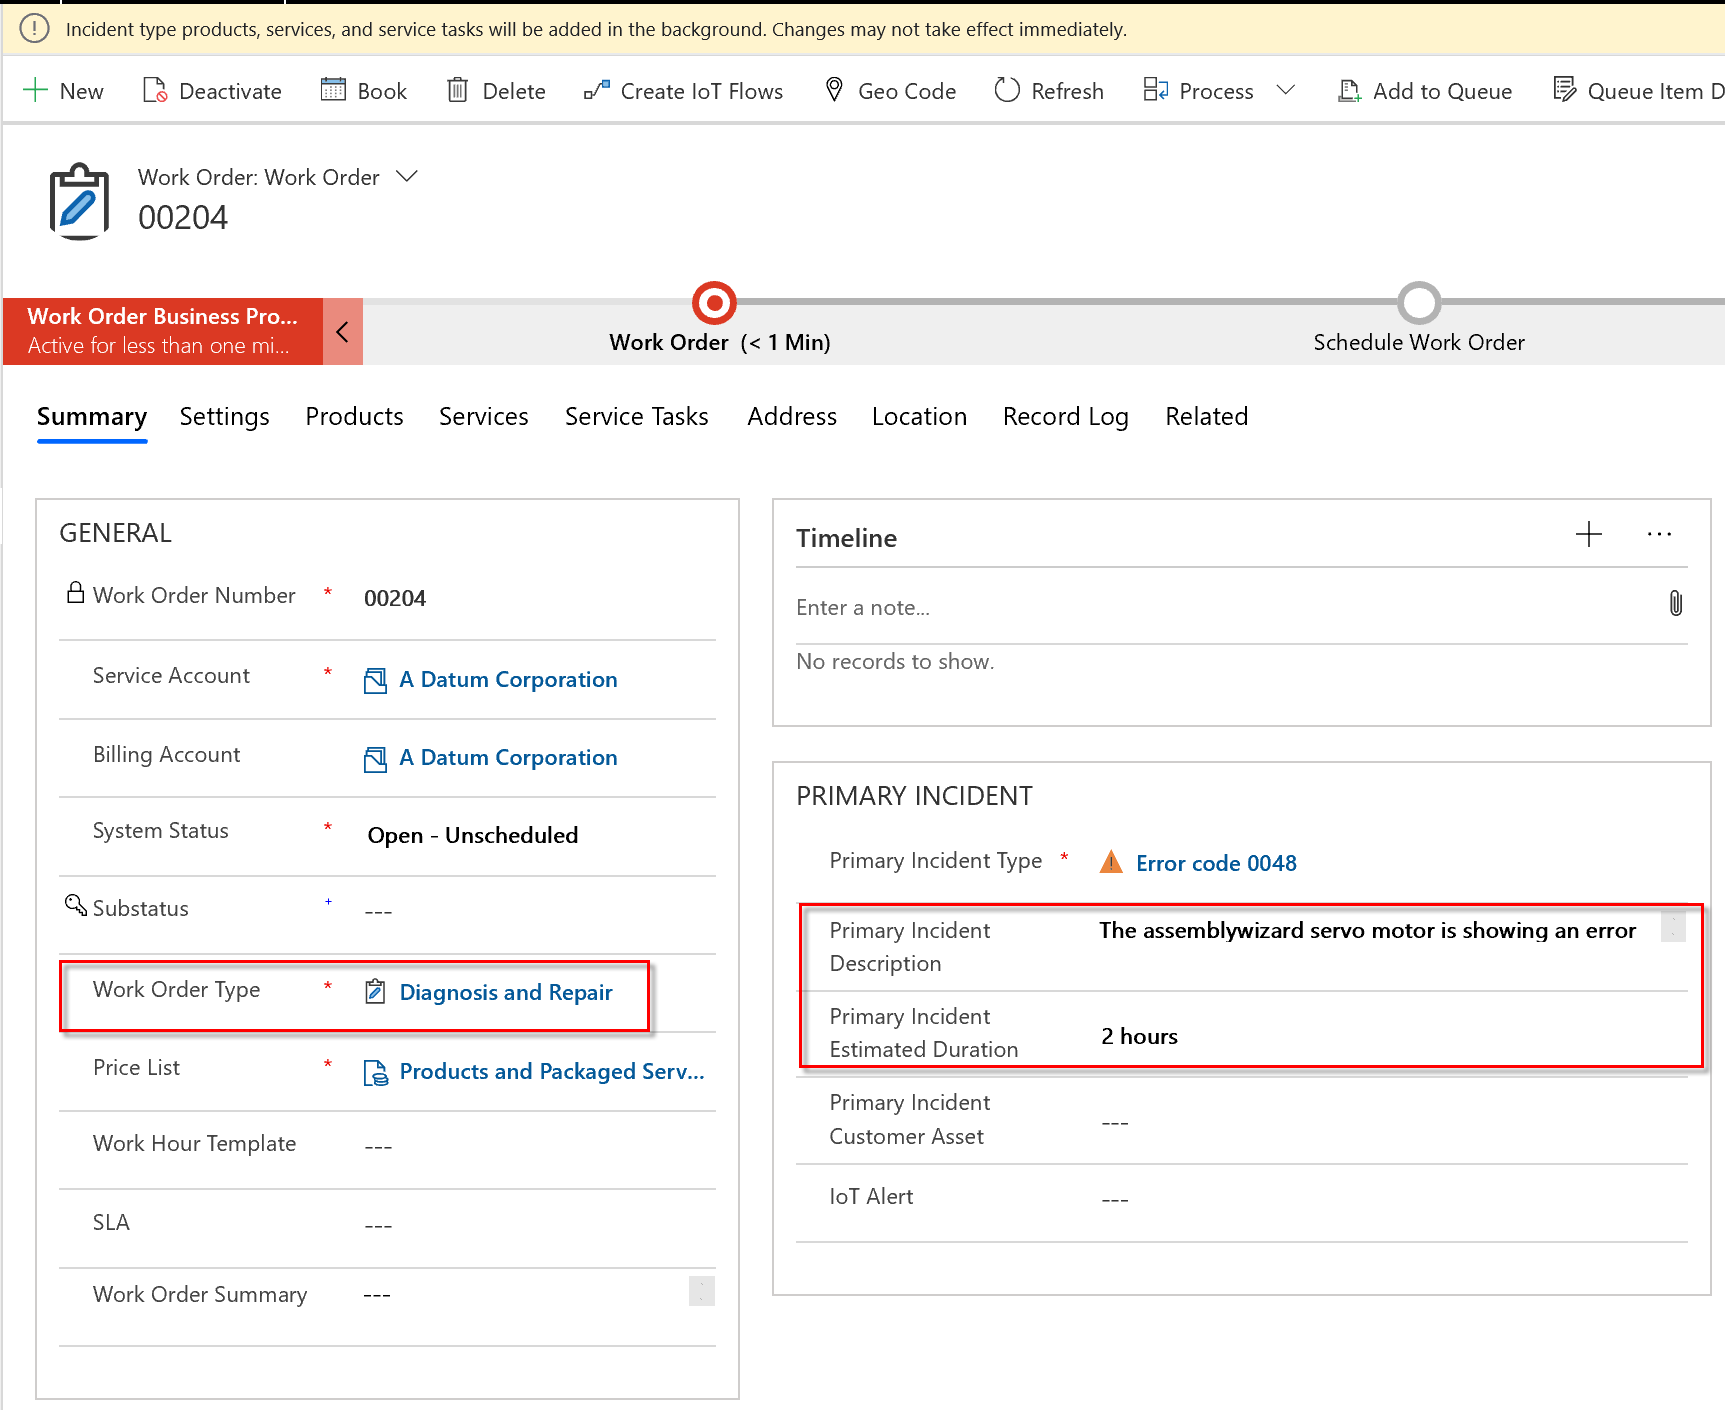 Incident type products, services, and service tasks will be added in the background. Changes may not take effect immediately.
New Deactivate Book Delete Create IoT Flows Geo Code Refresh Process Add to Queue Queue Item D
Work Order: Work Order
00204
Work Order Business Pro...
Active for less than one mi...
Work Order (< 1 Min)
Schedule Work Order
Summary Settings Products Services Service Tasks Address Location Record Log Related
GENERAL
Work Order Number * 00204
Service Account * A Datum Corporation
Billing Account A Datum Corporation
System Status * Open - Unscheduled
Substatus + ---
Work Order Type * Diagnosis and Repair
Price List * Products and Packaged Serv...
Work Hour Template ---
SLA ---
Work Order Summary ---
Timeline
Enter a note...
No records to show.
PRIMARY INCIDENT
Primary Incident Type * Error code 0048
Primary Incident
Description
The assemblywizard servo motor is showing an error
Primary Incident
Estimated Duration
2 hours
Primary Incident
Customer Asset
---
IoT Alert ---